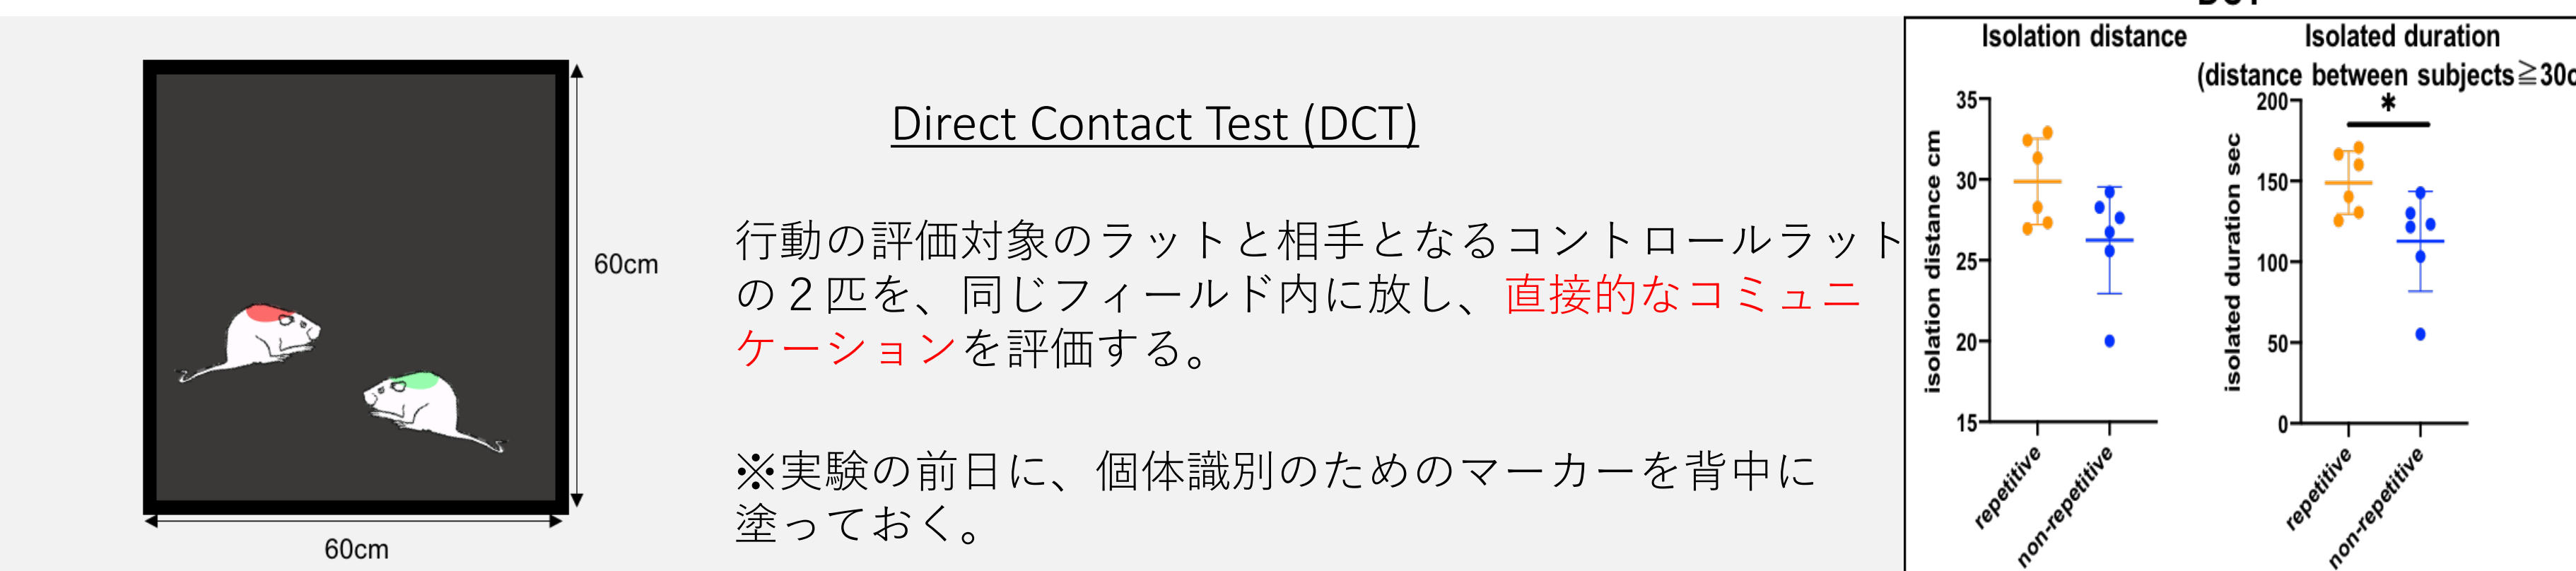 60cm
60cm
Direct Contact Test (DCT)
行動の評価対象のラットと相手となるコントロールラット
の２匹を、同じフィールド内に放し、直接的なコミュニ
ケーションを評価する。
※実験の前日に、個体識別のためのマーカーを背中に
塗っておく。
Isolation distance
isolation distance cm
35
30
25
20
15
repetitive
non-repetitive
Isolated duration
(distance between subjects≧30c
isolated duration sec
200
150
100
50
0
*
repetitive
non-repetitive